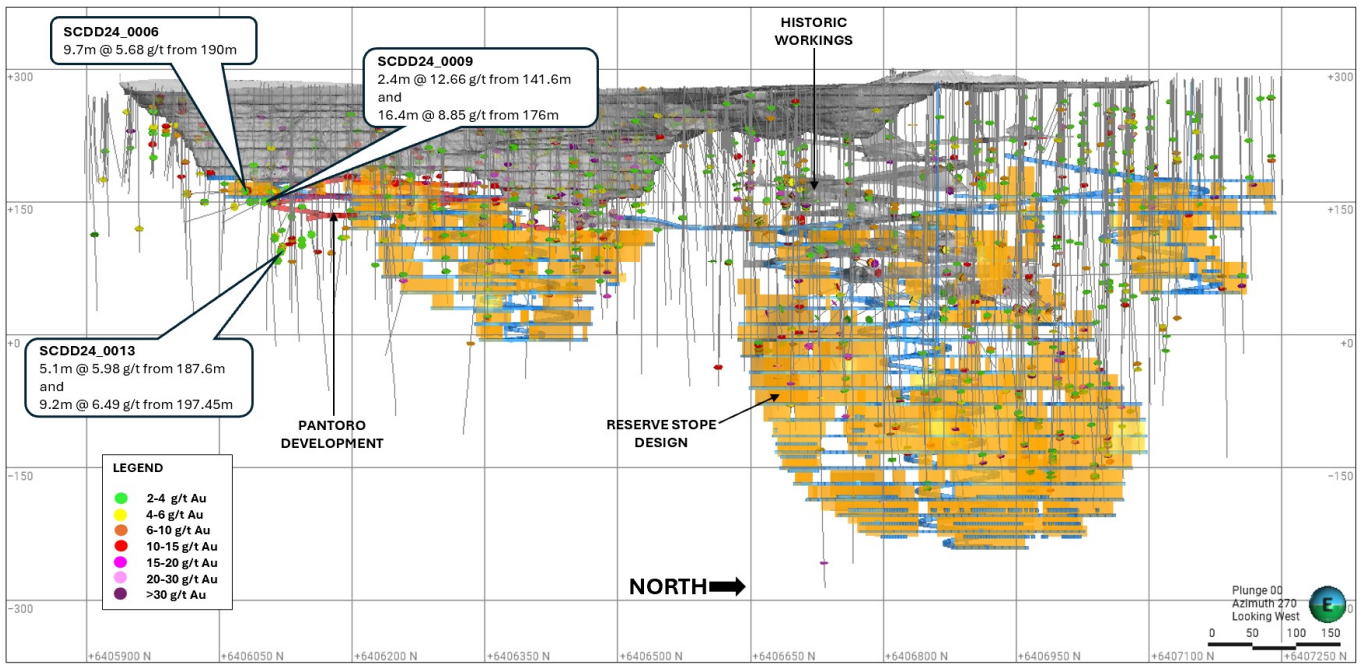 SCDD24_0006
9.7m @ 5.68 g/t from 190m
SCDD24_0009
2.4m @ 12.66 g/t from 141.6m
and
16.4m @ 8.85 g/t from 176m
HISTORIC
WORKINGS
+300
+300
+150
+150
+0
+0
SCDD24_0013
5.1m @ 5.98 g/t from 187.6m
and
9.2m @ 6.49 g/t from 197.45m
PANTORO
DEVELOPMENT
RESERVE STOPE
DESIGN
-150
-150
LEGEND
2-4 g/t Au
4-6 g/t Au
6-10 g/t Au
10-15 g/t Au
15-20 g/t Au
20-30 g/t Au
>30 g/t Au
NORTH
-300
Plunge 00
Azimuth 270
Looking West
E
0 50 100 150
+6405900 N
+6406050 N
+6406200 N
+6406350 N
+6406500 N
+6406650 N
+6406800 N
+6406950 N
+6407100 N
+6407250 N